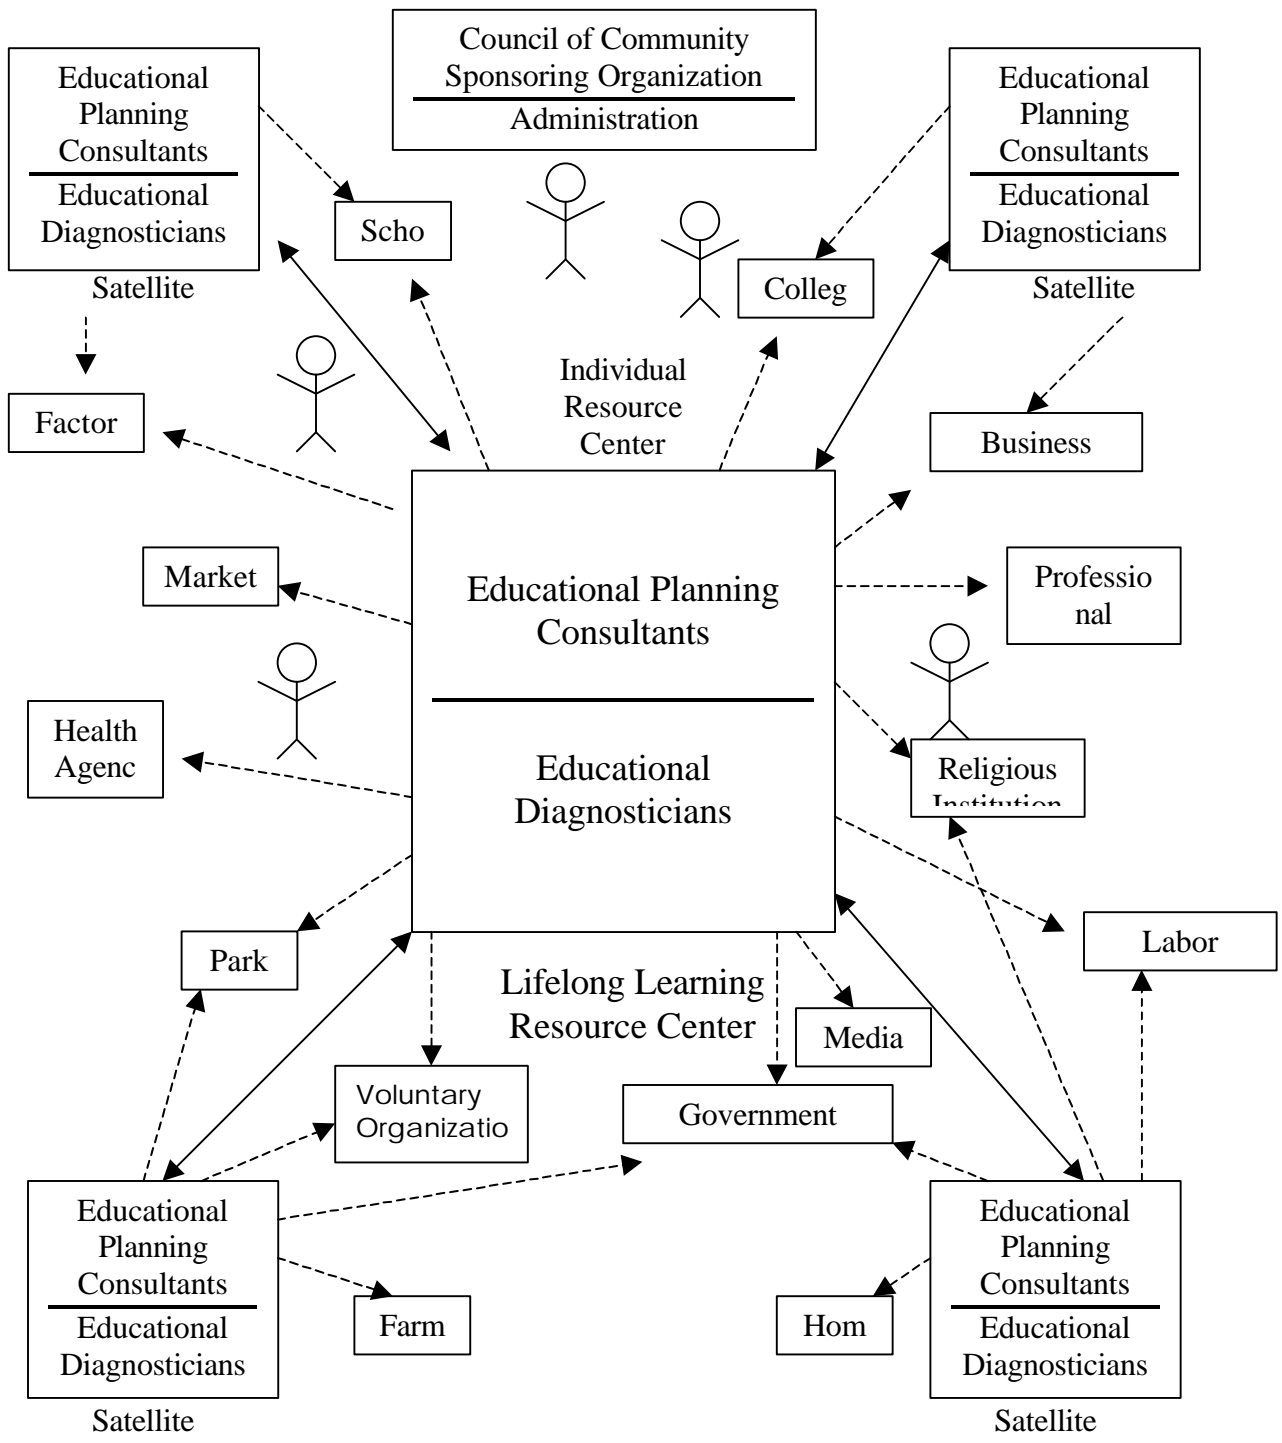 Council of Community
Sponsoring Organization
Administration
Educational
Planning
Consultants
Educational
Diagnosticians
Satellite
Educational
Planning
Consultants
Educational
Diagnosticians
Satellite
Scho
Colleg
Individual
Resource
Center
Factor
Business
Market
Professio
nal
Educational Planning
Consultants
Educational
Diagnosticians
Health
Agenc
Religious
Institution
Park
Labor
Lifelong Learning
Resource Center
Media
Voluntary
Organizatio
Government
Educational
Planning
Consultants
Educational
Diagnosticians
Satellite
Farm
Hom
Educational
Planning
Consultants
Educational
Diagnosticians
Satellite